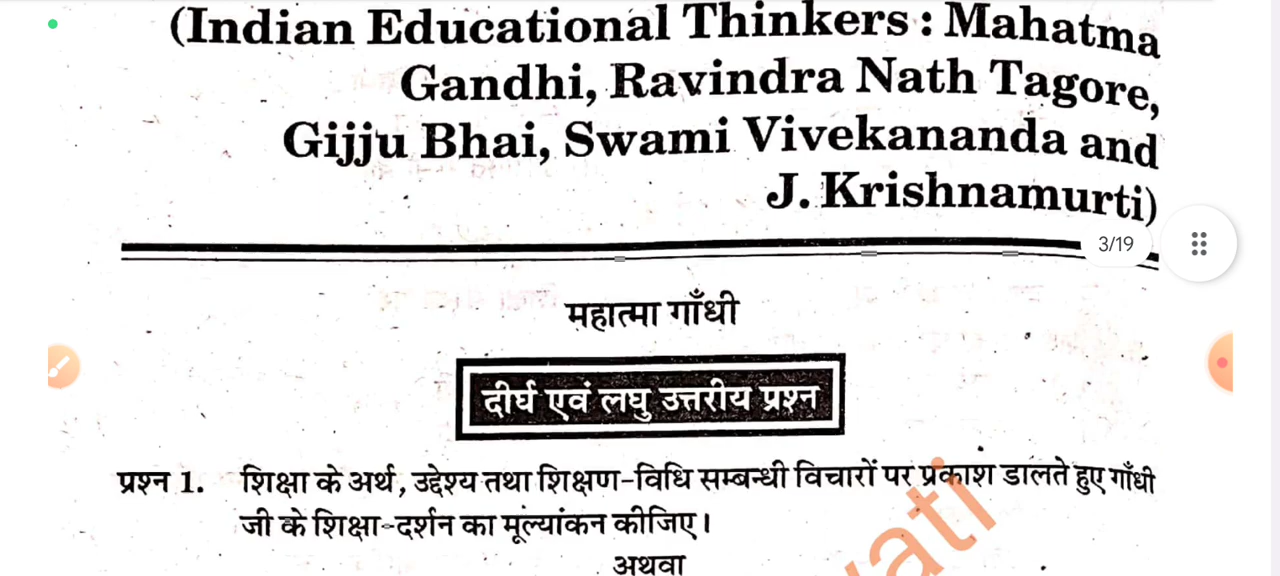 (Indian Educational Thinkers : Mahatma
Gandhi, Ravindra Nath Tagore,
Gijju Bhai, Swami Vivekananda and
J. Krishnamurti)
3/19
महात्मा गाँधी
दीर्घ एवं लघु उत्तरीय प्रश्न
प्रश्न 1. शिक्षा के अर्थ, उद्देश्य तथा शिक्षण-विधि सम्बन्धी विचारों पर प्रकाश डालते हुए गाँधी
जी के शिक्षा-दर्शन का मूल्यांकन कीजिए।
अथवा